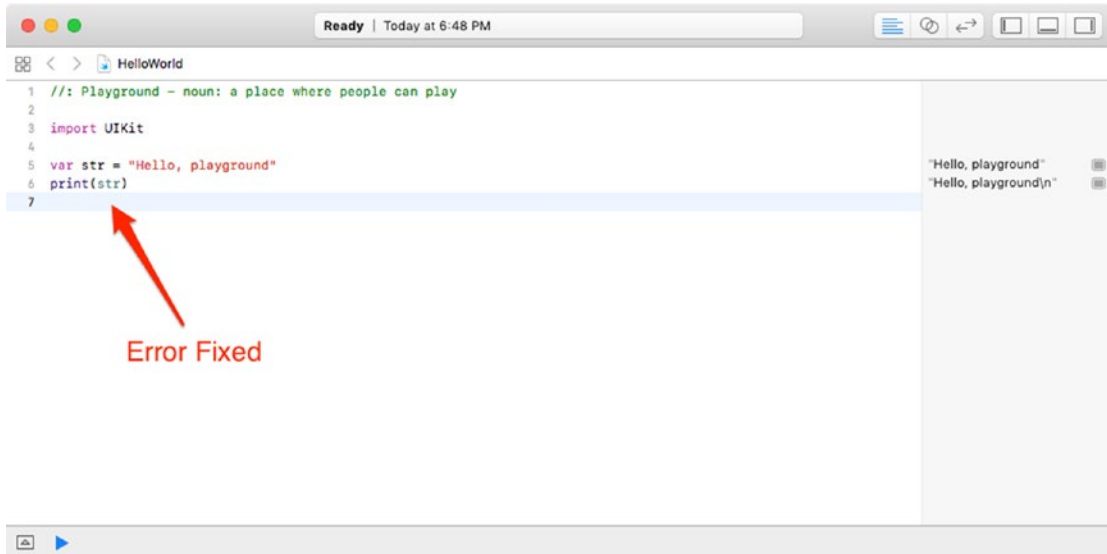 Ready | Today at 6:48 PM
HelloWorld
1 //: Playground - noun: a place where people can play
2
3 import UIKit
4
5 var str = "Hello, playground"
"Hello, playground"
6 print(str)
"Hello, playground\n"
7
Error Fixed